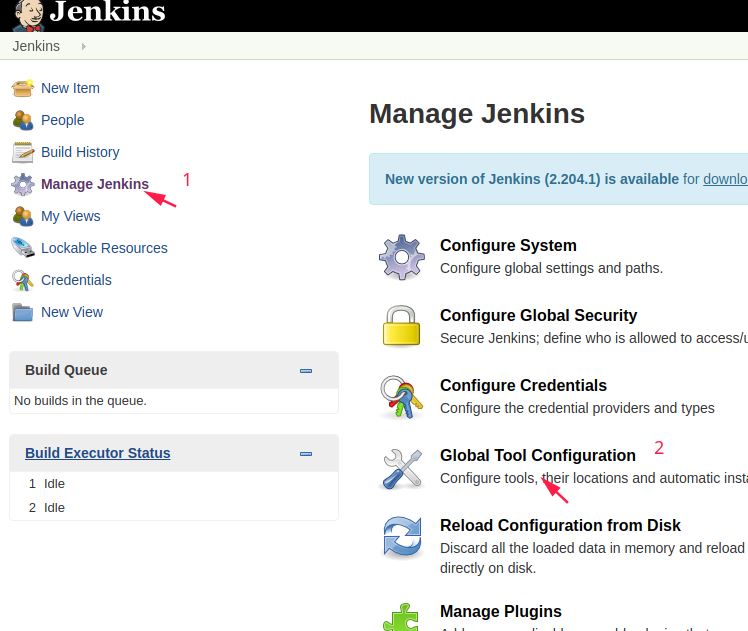 Jenkins
Jenkins
New Item
People
Build History
Manage Jenkins 1
My Views
Lockable Resources
Credentials
New View
Build Queue
No builds in the queue.
Build Executor Status
1 Idle
2 Idle
Manage Jenkins
New version of Jenkins (2.204.1) is available for downlo
Configure System
Configure global settings and paths.
Configure Global Security
Secure Jenkins; define who is allowed to access/u
Configure Credentials
Configure the credential providers and types
Global Tool Configuration 2
Configure tools, their locations and automatic insta
Reload Configuration from Disk
Discard all the loaded data in memory and reload
directly on disk.
Manage Plugins